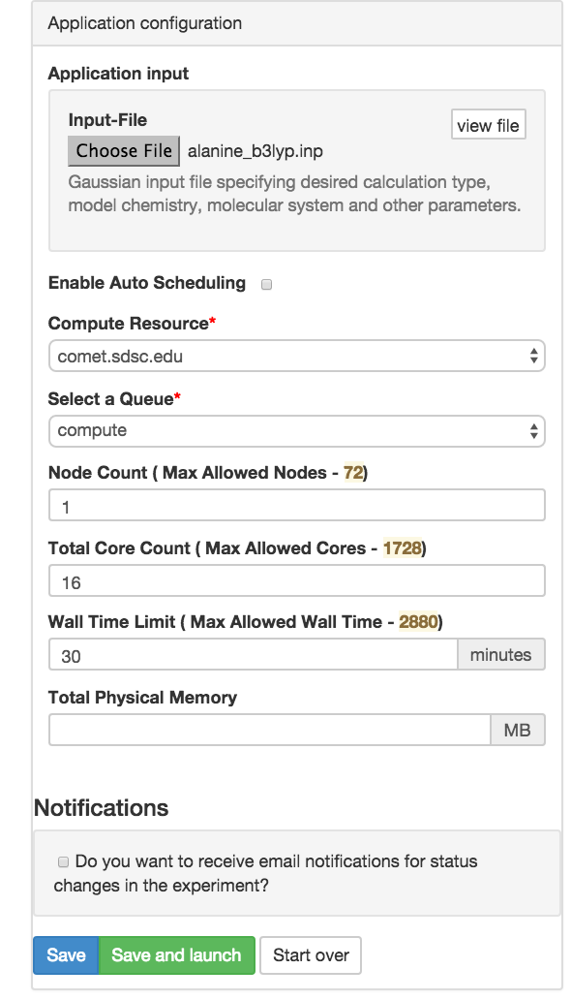 Application configuration
Application input
Input-File
view file
Choose File alanine_b3lyp.inp
Gaussian input file specifying desired calculation type,
model chemistry, molecular system and other parameters.
Enable Auto Scheduling
Compute Resource*
comet.sdsc.edu
Select a Queue*
compute
Node Count ( Max Allowed Nodes - 72)
1
Total Core Count ( Max Allowed Cores - 1728)
16
Wall Time Limit ( Max Allowed Wall Time - 2880)
30 minutes
Total Physical Memory
MB
Notifications
Do you want to receive email notifications for status
changes in the experiment?
Save Save and launch Start over